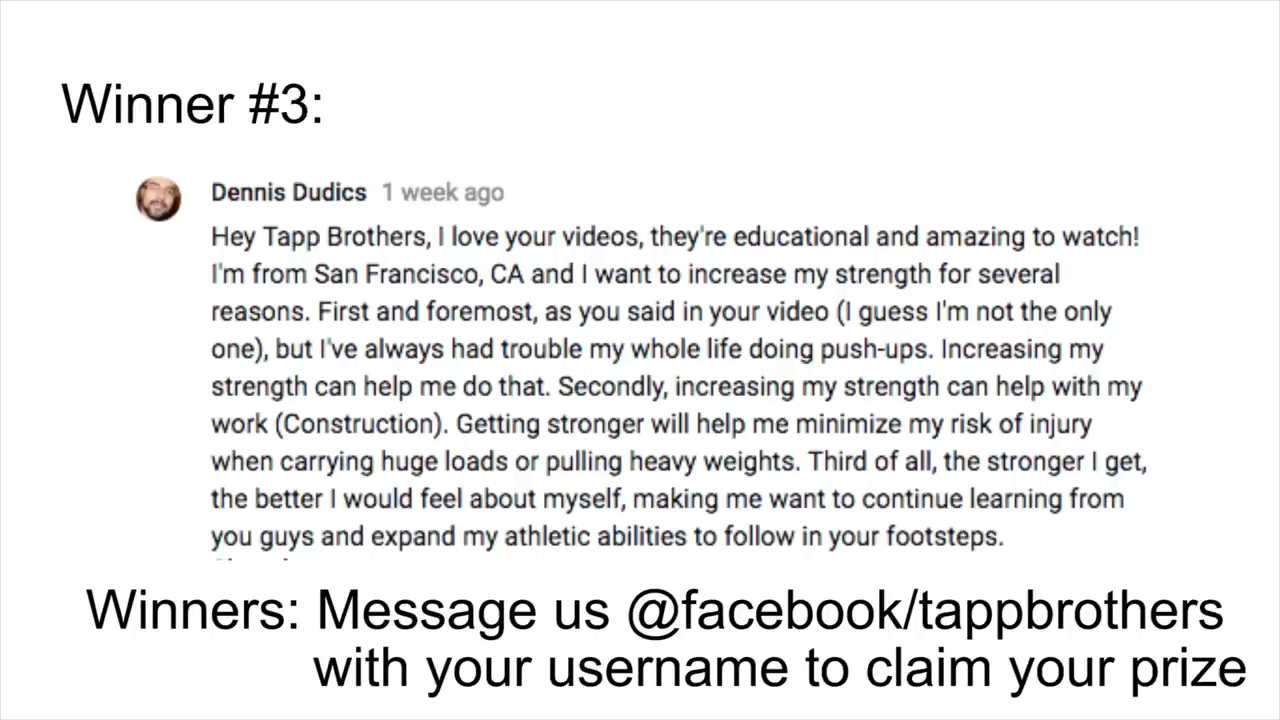 Winner #3:
Dennis Dudics 1 week ago
Hey Tapp Brothers, I love your videos, they're educational and amazing to watch!
I'm from San Francisco, CA and I want to increase my strength for several
reasons. First and foremost, as you said in your video (I guess I'm not the only
one), but I've always had trouble my whole life doing push-ups. Increasing my
strength can help me do that. Secondly, increasing my strength can help with my
work (Construction). Getting stronger will help me minimize my risk of injury
when carrying huge loads or pulling heavy weights. Third of all, the stronger I get,
the better I would feel about myself, making me want to continue learning from
you guys and expand my athletic abilities to follow in your footsteps.
Winners: Message us @facebook/tappbrothers
with your username to claim your prize